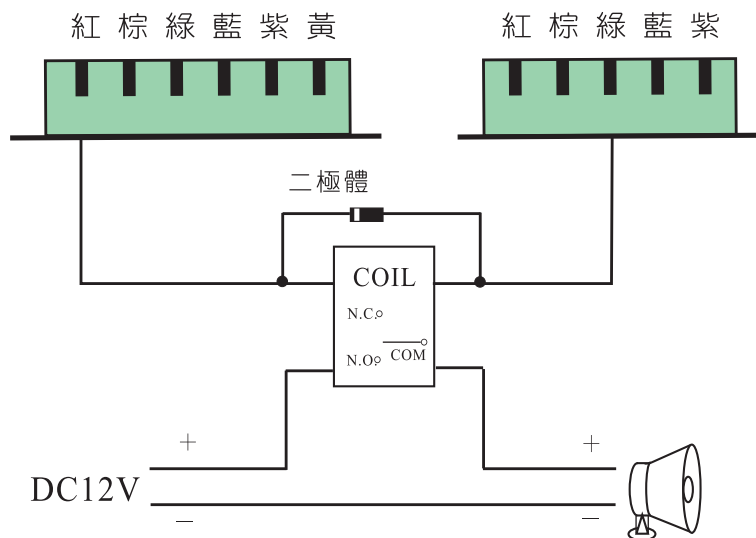 紅 棕 綠 藍 紫 黃
紅 棕 綠 藍 紫
二極體
COIL
N.C.
N.O. COM
+ +
DC12V
— —